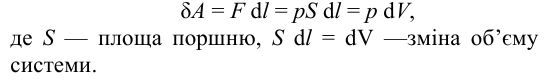 δA = F dl = pS dl = p dV,
де S — площа поршню, S dl = dV —зміна об’єму
системи.